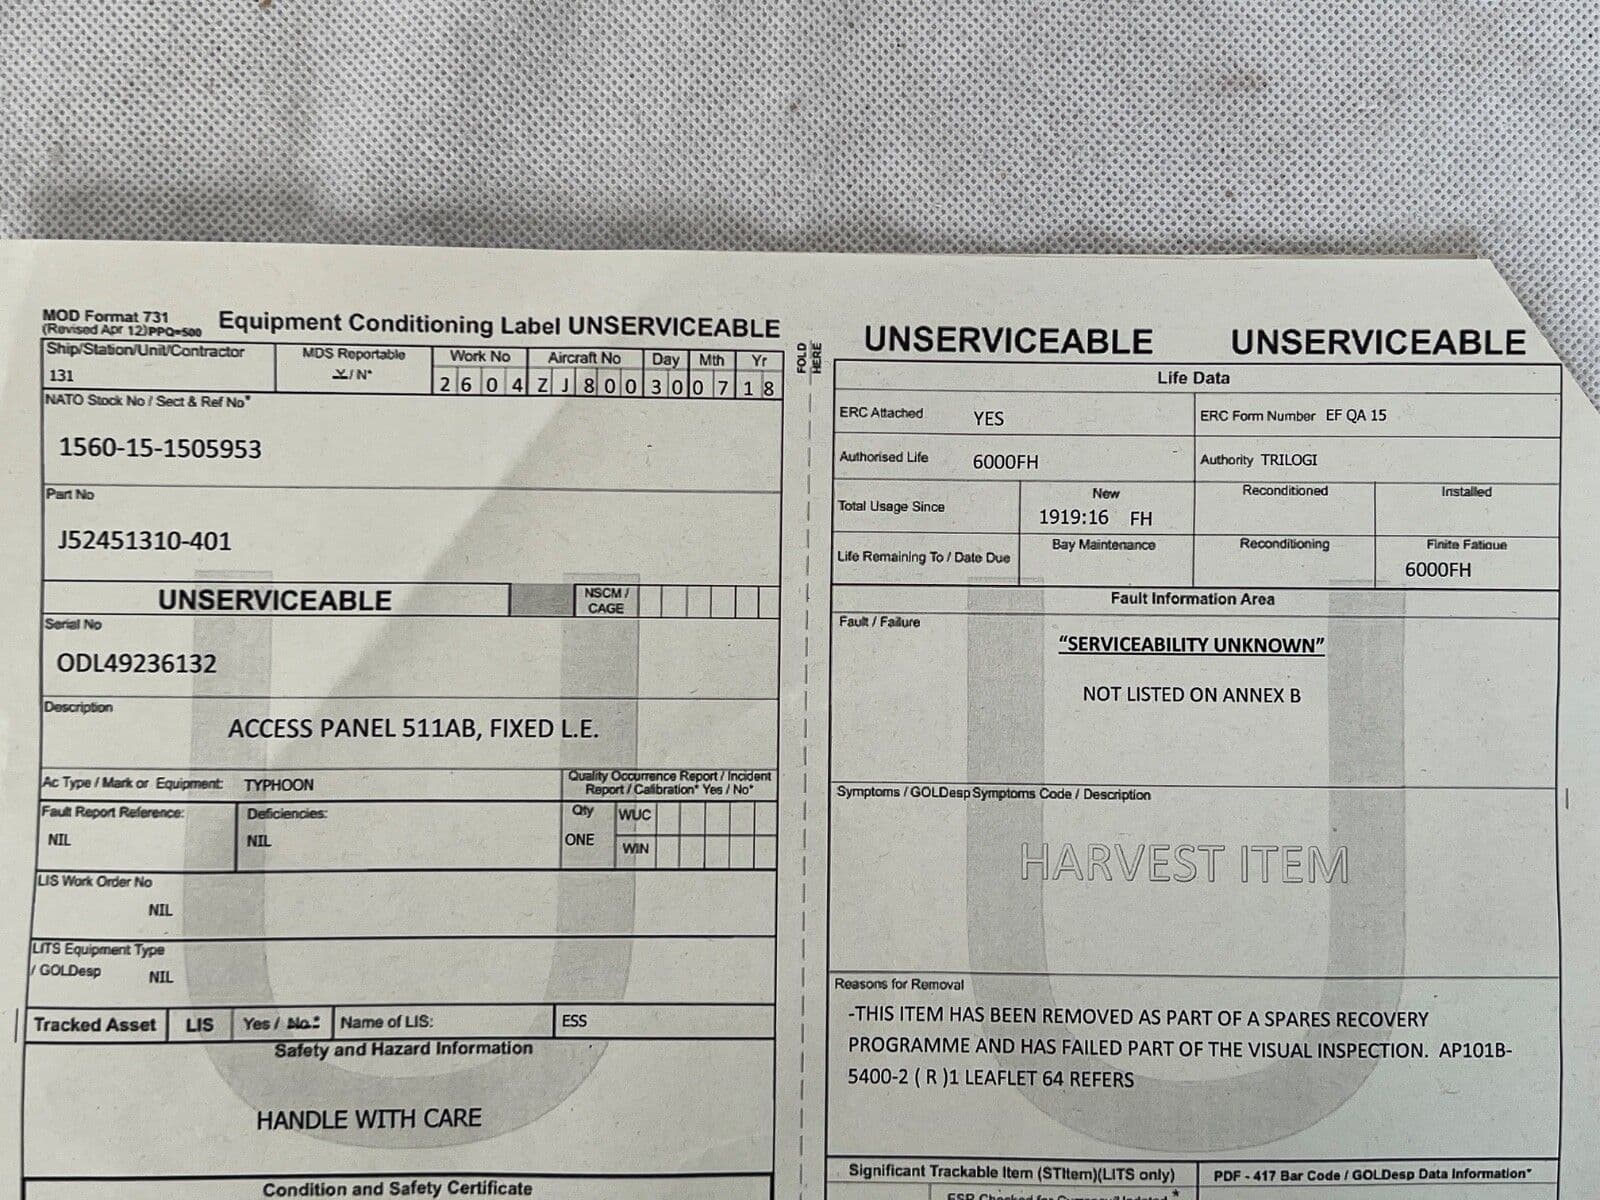 MOD Format 731
(Revised Apr 12)PPQ=500
Equipment Conditioning Label UNSERVICEABLE
Ship/Station/Unit/Contractor
131
MDS Reportable
Y/N*
Work No
2604
Aircraft No
ZJ800
Day
30
Mth
07
Yr
18
NATO Stock No / Sect & Ref No*
1560-15-1505953
Part No
J52451310-401
UNSERVICEABLE
NSCM /
CAGE
Serial No
ODL49236132
Description
ACCESS PANEL 511AB, FIXED L.E.
Ac Type / Mark or Equipment: TYPHOON
Quality Occurrence Report / Incident
Report / Calibration* Yes / No*
Fault Report Reference:
NIL
Deficiencies:
NIL
Qty
ONE
WUC
WIN
LIS Work Order No
NIL
LITS Equipment Type
/ GOLDesp NIL
Tracked Asset
LIS
Yes / No.*
Name of LIS:
ESS
Safety and Hazard Information
HANDLE WITH CARE
Condition and Safety Certificate
FOLD
HERE
UNSERVICEABLE UNSERVICEABLE
Life Data
ERC Attached YES
ERC Form Number EF QA 15
Authorised Life 6000FH
Authority TRILOGI
Total Usage Since
New
1919:16 FH
Reconditioned
Installed
Life Remaining To / Date Due
Bay Maintenance
Reconditioning
Finite Fatigue
6000FH
Fault Information Area
Fault / Failure
“SERVICEABILITY UNKNOWN”
NOT LISTED ON ANNEX B
Symptoms / GOLDesp Symptoms Code / Description
HARVEST ITEM
Reasons for Removal
-THIS ITEM HAS BEEN REMOVED AS PART OF A SPARES RECOVERY
PROGRAMME AND HAS FAILED PART OF THE VISUAL INSPECTION. AP101B-
5400-2 ( R )1 LEAFLET 64 REFERS
Significant Trackable Item (STItem)(LITS only)
PDF - 417 Bar Code / GOLDesp Data Information*
U
U